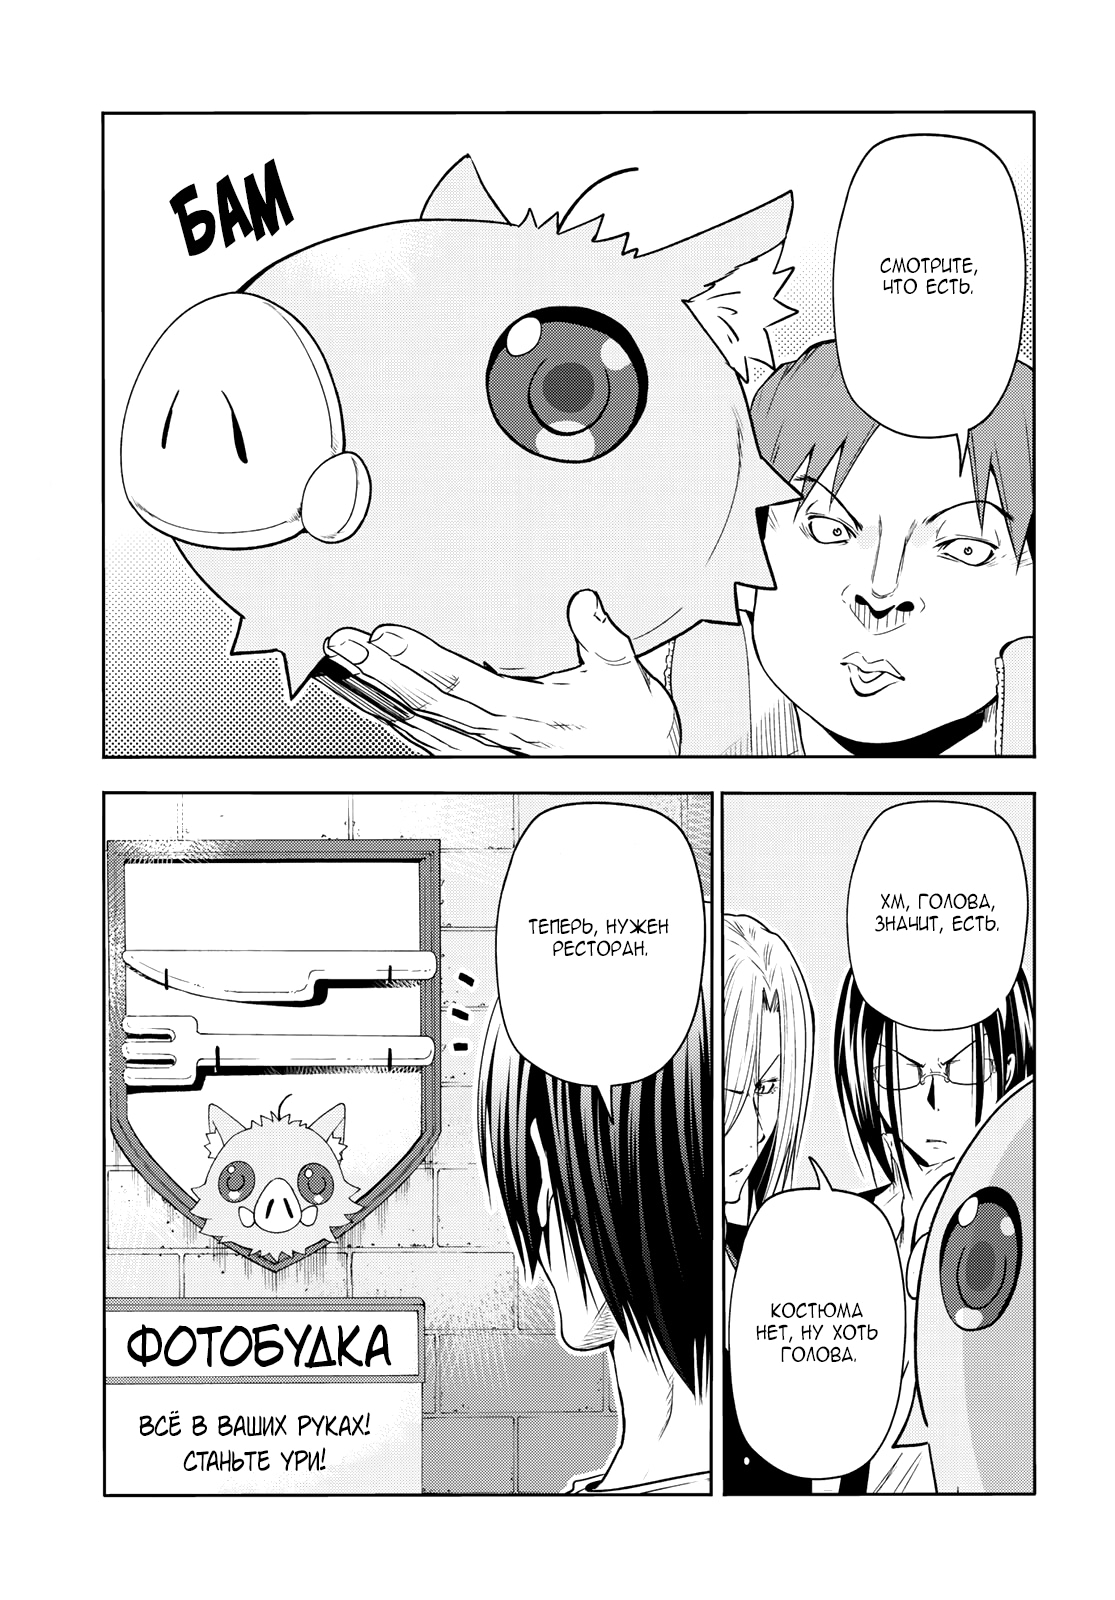 СМОТРИТЕ,
ЧТО ЕСТЬ.
БАМ
ХМ, ГОЛОВА,
ЗНАЧИТ, ЕСТЬ.
КОСТЮМА
НЕТ, НУ ХОТЬ
ГОЛОВА.
ТЕПЕРЬ, НУЖЕН
РЕСТОРАН.
ФОТОБУДКА
ВСЁ В ВАШИХ РУКАХ!
СТАНЬТЕ УРИ!